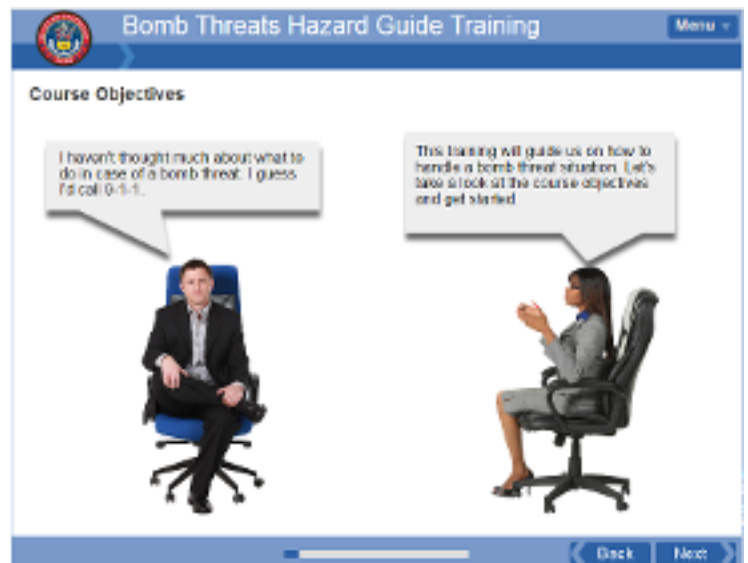 Bomb Threats Hazard Guide Training
Menu
Course Objectives
I haven't thought much about what to
do in case of a bomb threat. I guess
I'd call 9-1-1.
This training will guide us on how to
handle a bomb threat situation. Let's
take a look at the course objectives
and get started.
Back
Next